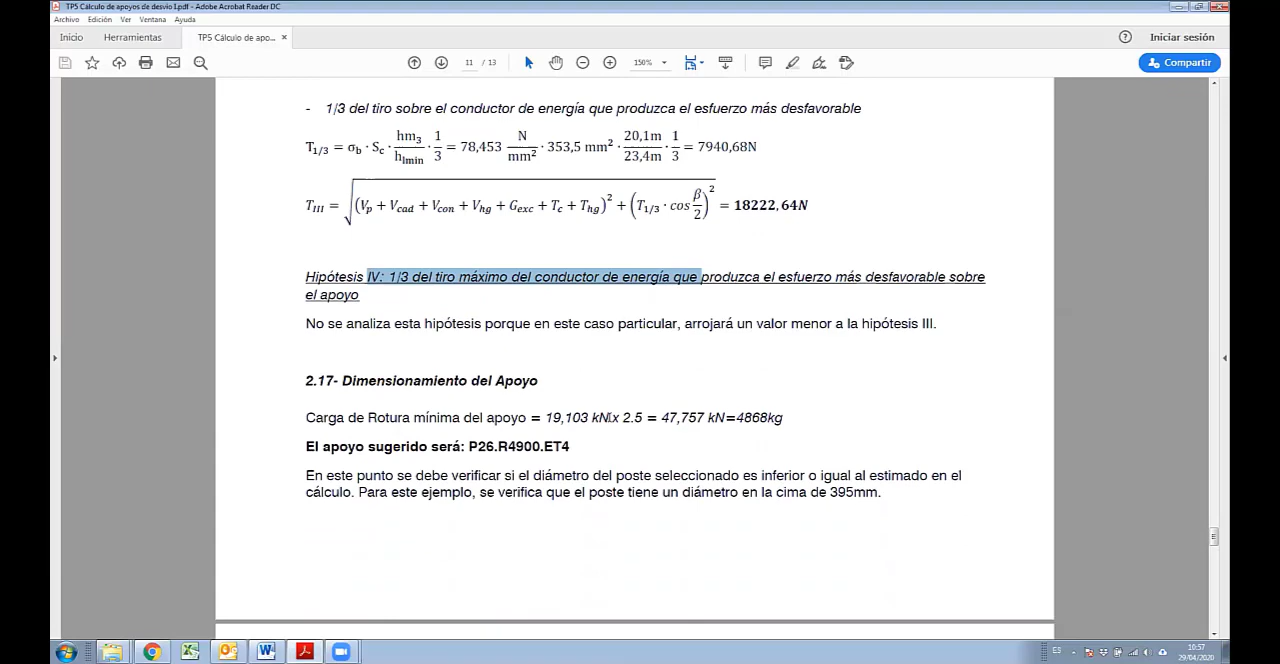 TP5 Cálculo de apoyos de desvío I.pdf - Adobe Acrobat Reader DC
Archivo Edición Ver Ventana Ayuda
Inicio Herramientas TP5 Cálculo de apo... × Iniciar sesión
11 / 13 150% Compartir
- 1/3 del tiro sobre el conductor de energía que produzca el esfuerzo más desfavorable
T₁/₃ = σb · Sc · hm₃/hlmin · 1/3 = 78,453 N/mm² · 353,5 mm² · 20,1m/23,4m · 1/3 = 7940,68N
T_III = √((Vp + Vcad + Vcon + Vhg + Gexc + Tc + Thg)² + (T₁/₃ · cos β/2)²) = 18222,64N
Hipótesis IV: 1/3 del tiro máximo del conductor de energía que produzca el esfuerzo más desfavorable sobre
el apoyo
No se analiza esta hipótesis porque en este caso particular, arrojará un valor menor a la hipótesis III.
2.17- Dimensionamiento del Apoyo
Carga de Rotura mínima del apoyo = 19,103 kN x 2.5 = 47,757 kN=4868kg
El apoyo sugerido será: P26.R4900.ET4
En este punto se debe verificar si el diámetro del poste seleccionado es inferior o igual al estimado en el
cálculo. Para este ejemplo, se verifica que el poste tiene un diámetro en la cima de 395mm.
ES 10:57
29/04/2020